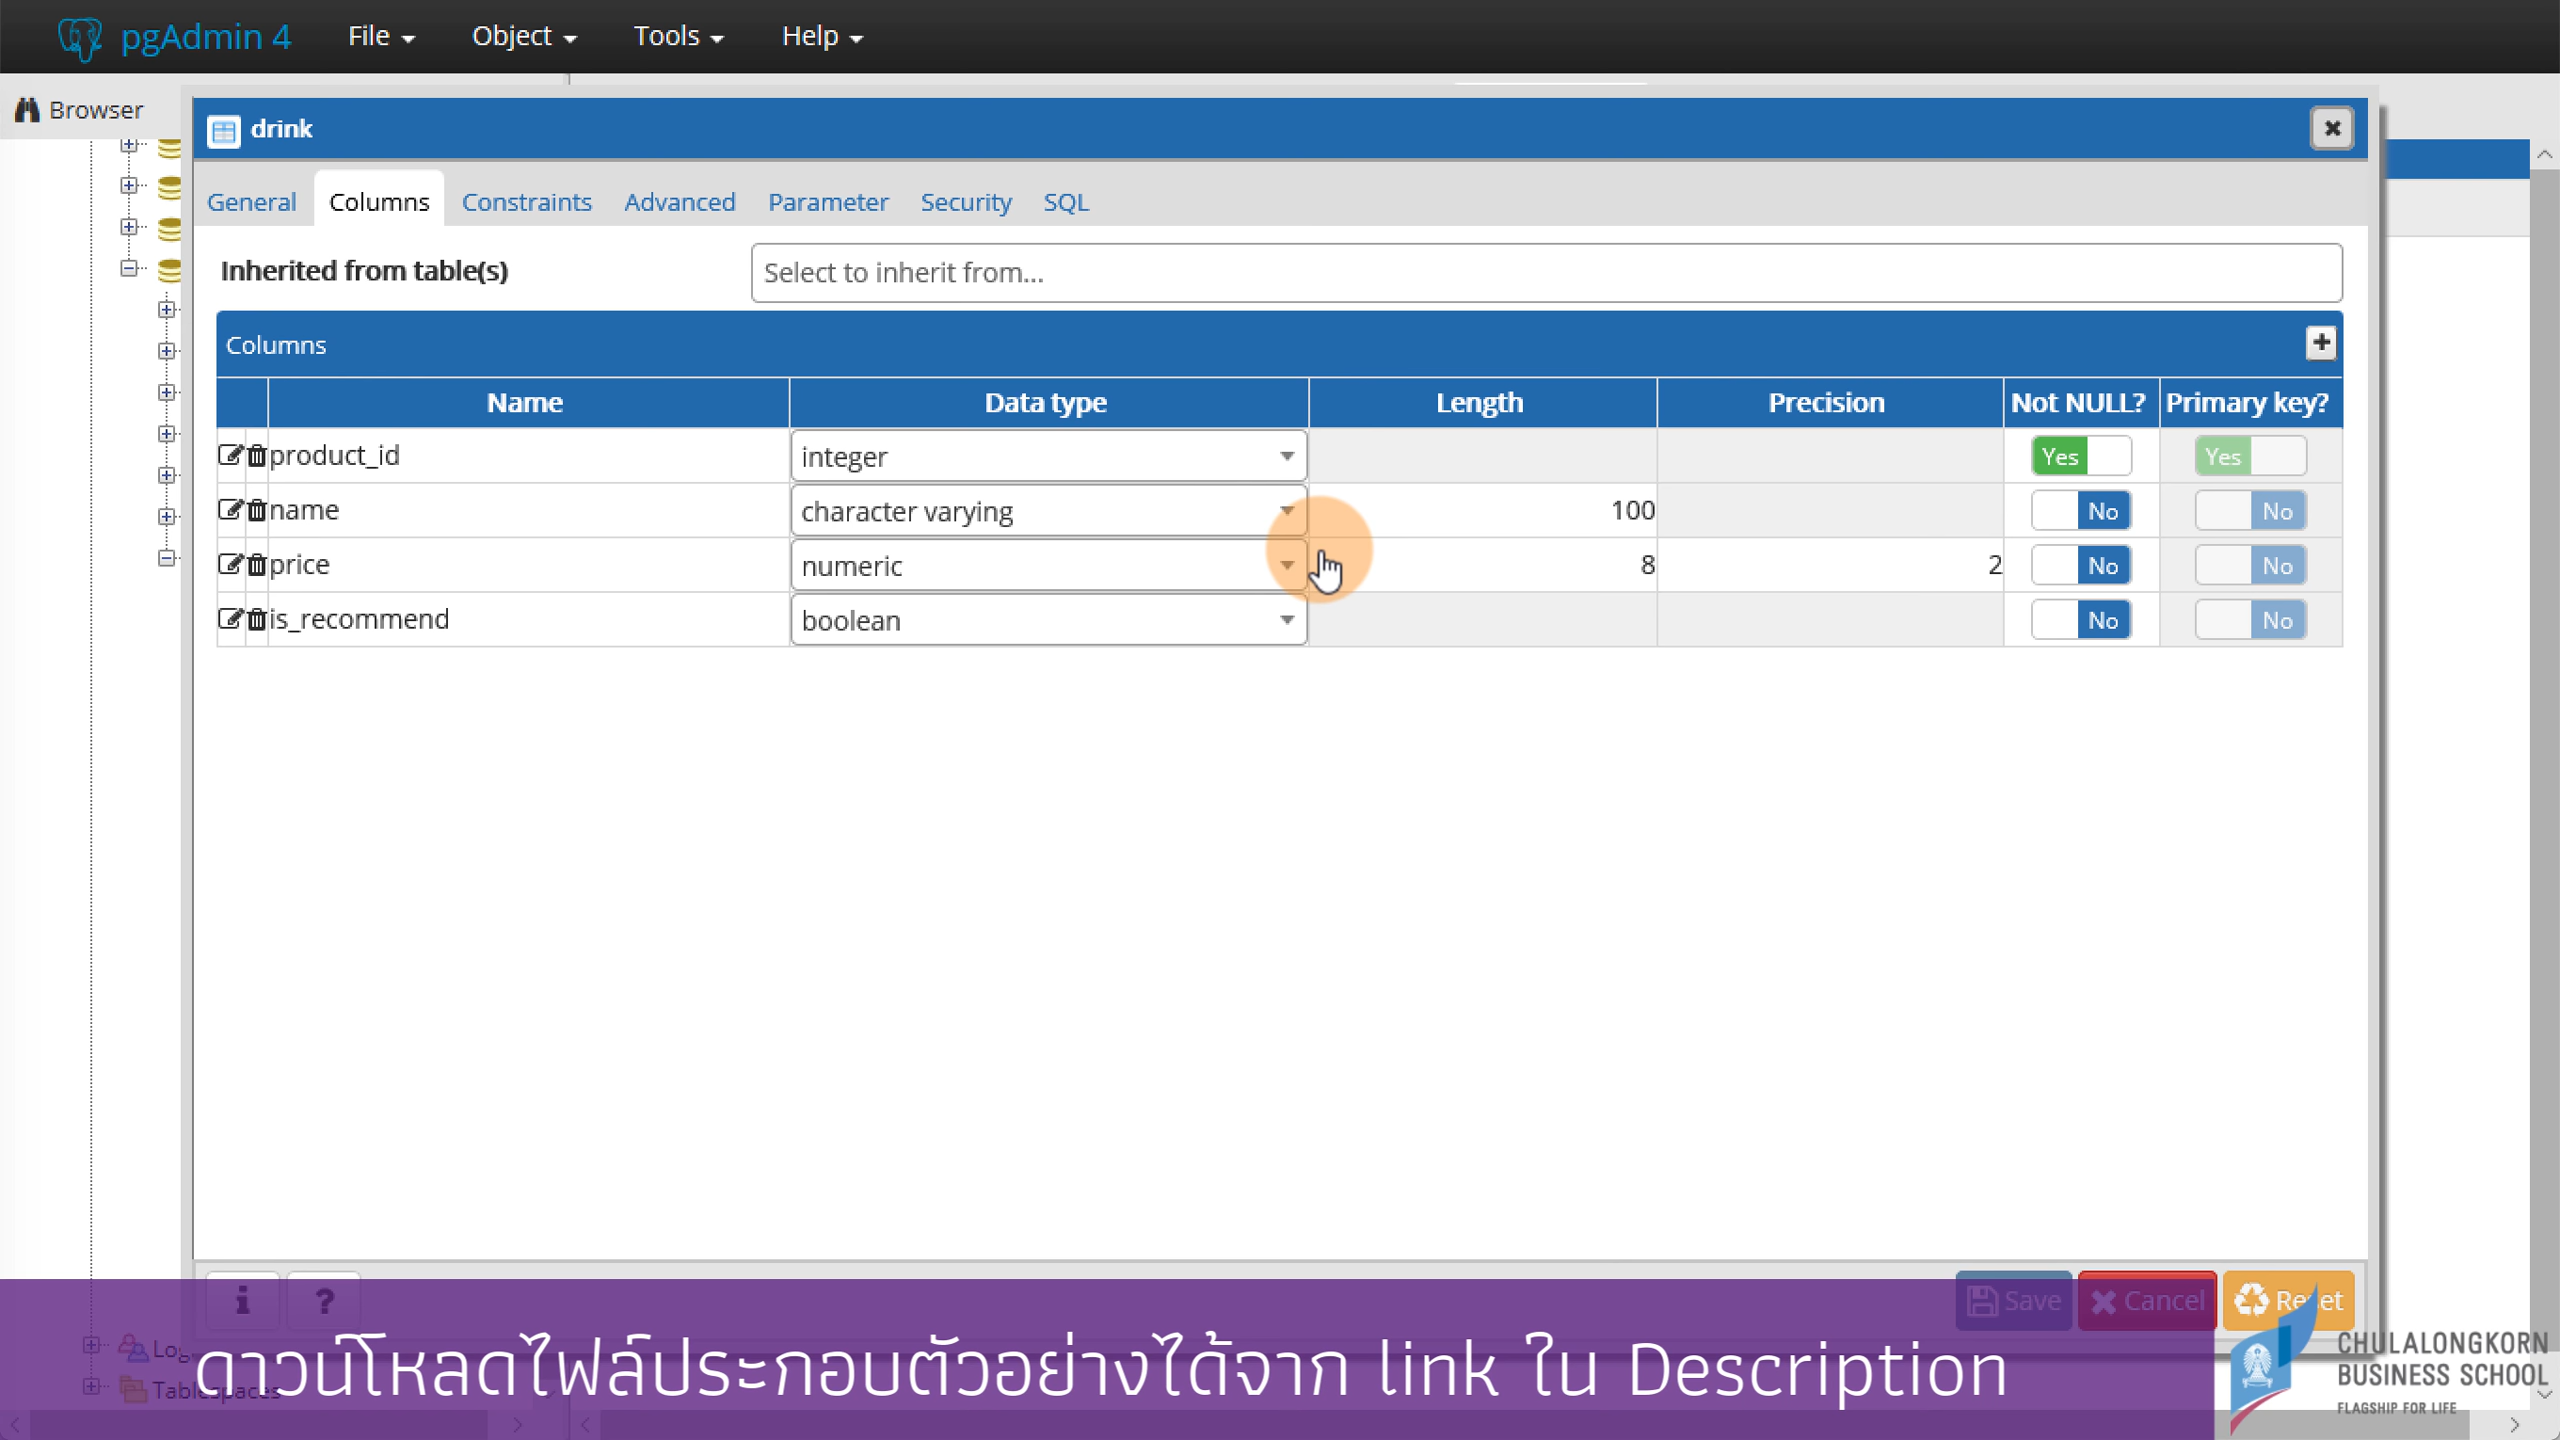 pgAdmin 4 File Object Tools Help
Browser
drink
General Columns Constraints Advanced Parameter Security SQL
Inherited from table(s) Select to inherit from...
Columns
Name Data type Length Precision Not NULL? Primary key?
product_id integer Yes Yes
name character varying 100 No No
price numeric 8 2 No No
is_recommend boolean No No
Save Cancel Reset
ดาวน์โหลดไฟล์ประกอบตัวอย่างได้จาก link ใน Description
Tablespaces
CHULALONGKORN
BUSINESS SCHOOL
FLAGSHIP FOR LIFE